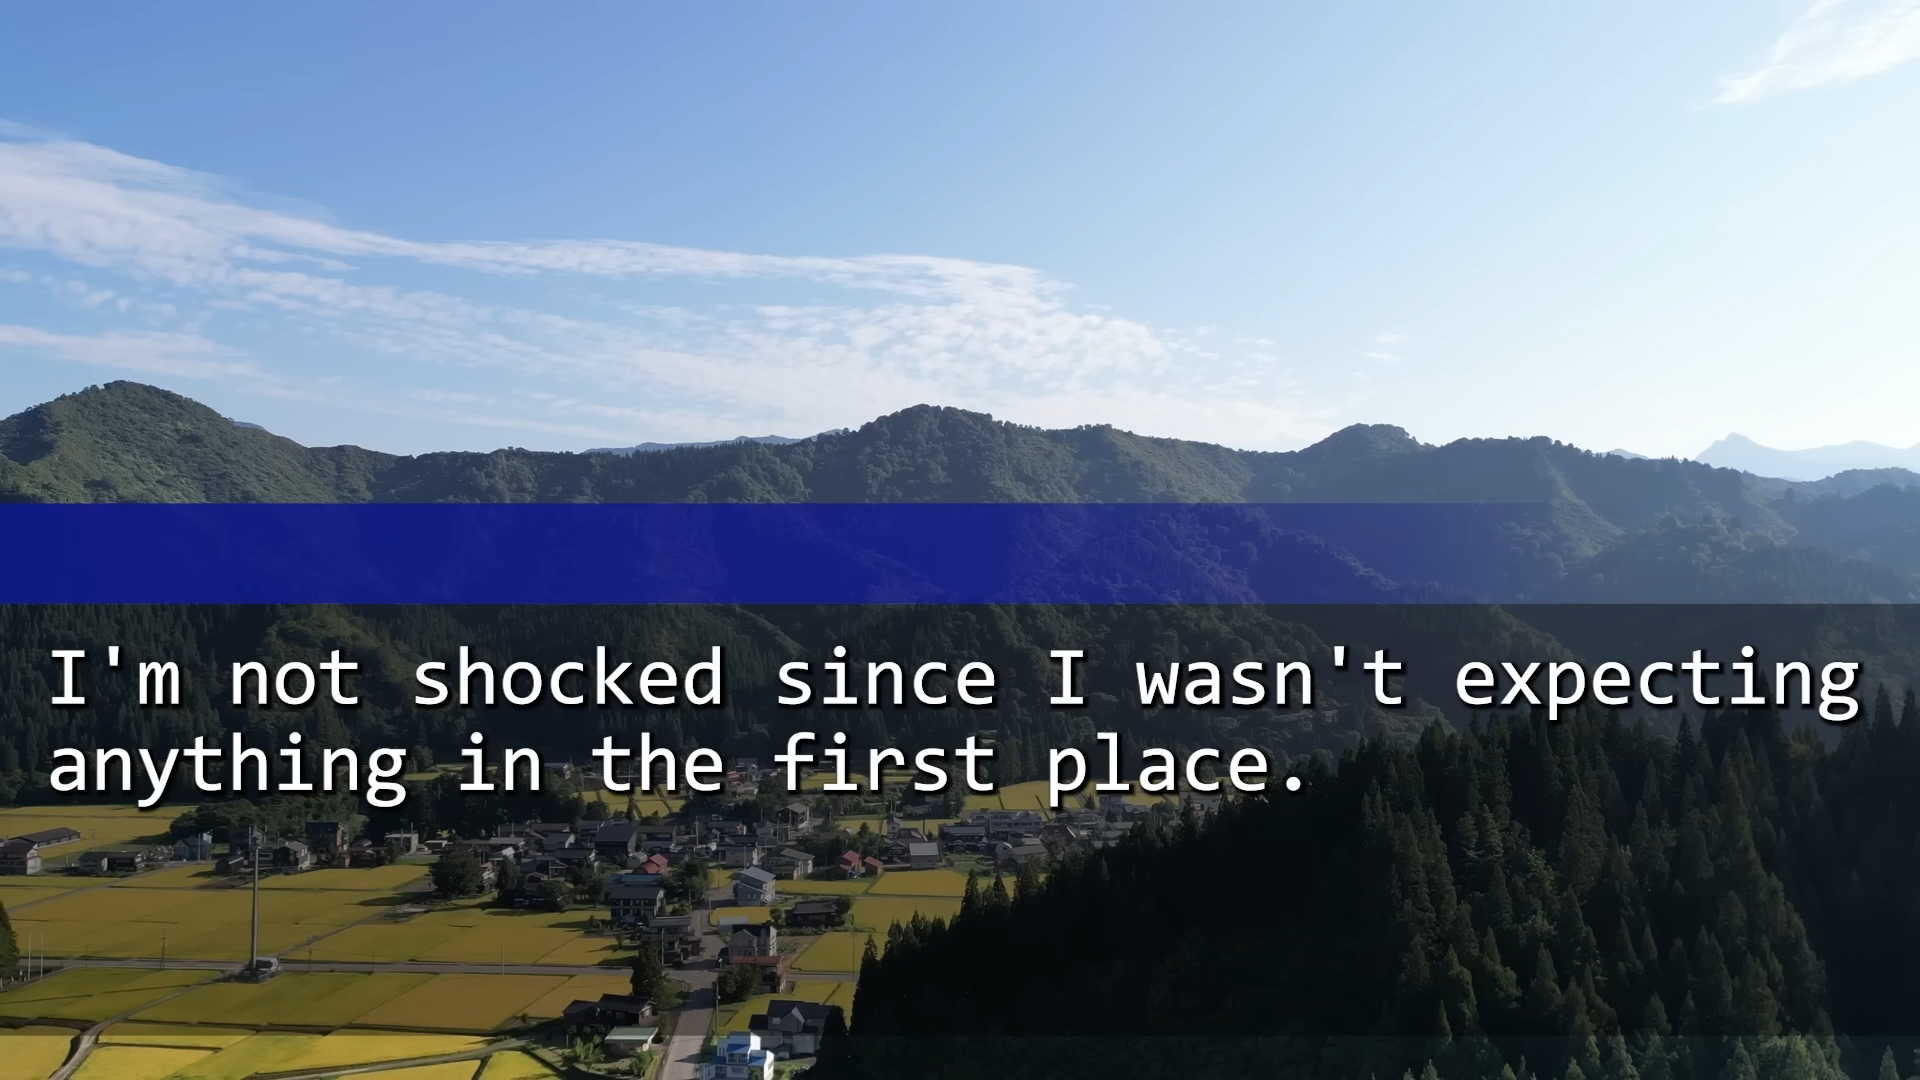 I'm not shocked since I wasn't expecting
anything in the first place.